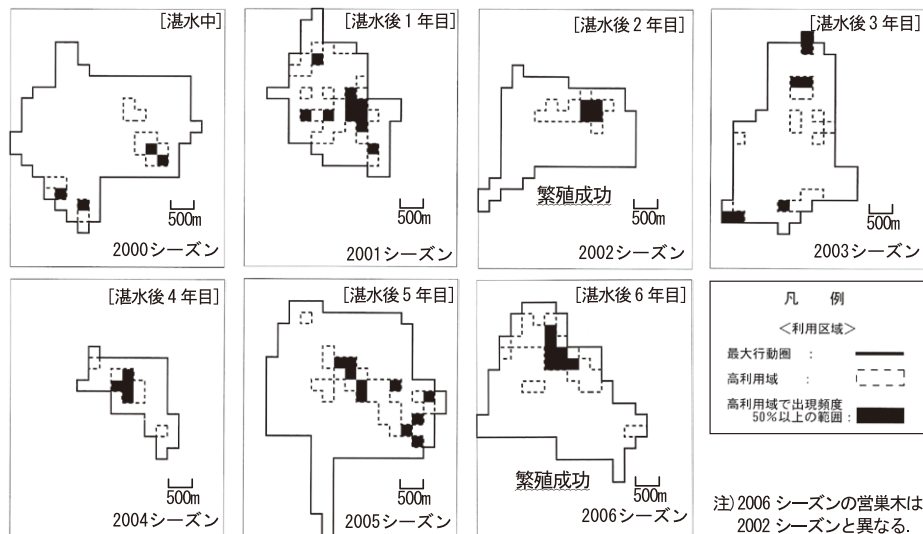 [湛水中]
500m
2000シーズン
[湛水後１年目]
500m
2001シーズン
[湛水後２年目]
繁殖成功
500m
2002シーズン
[湛水後３年目]
500m
2003シーズン
[湛水後４年目]
500m
2004シーズン
[湛水後５年目]
500m
2005シーズン
[湛水後６年目]
繁殖成功
500m
2006シーズン
凡　例
＜利用区域＞
最大行動圏　：
高利用域　：
高利用域で出現頻度
50％以上の範囲：
注）2006 シーズンの営巣木は
2002 シーズンと異なる.